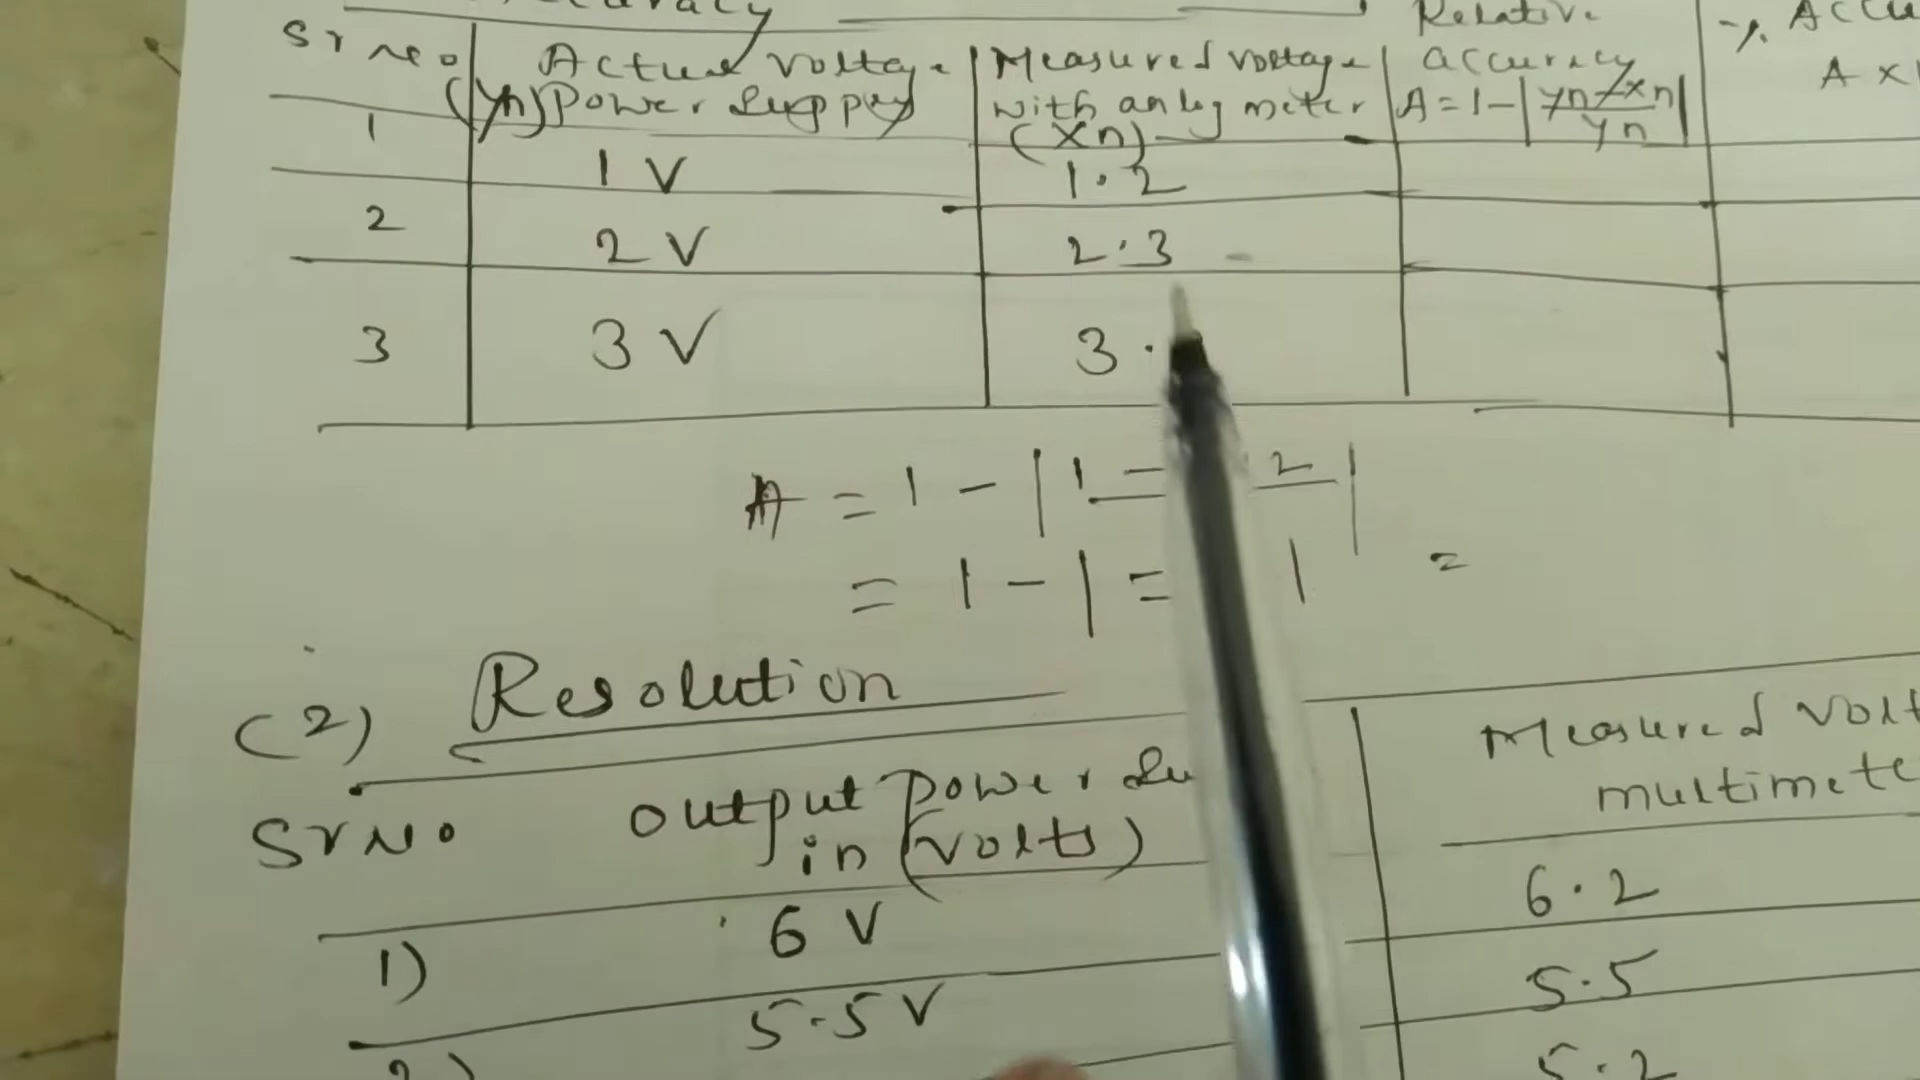 Sr No
Actual voltage
(Yn) Power Supply
Measured voltage
with analog meter
(Xn)
Relative
accuracy
A = 1 - | Yn - Xn / Yn |
%. Accu
A x 1
1
1 V
1.2
2
2 V
2.3
3
3 V
3.
A = 1 - | 1 - 2 |
= 1 - | = 1 =
(2) Resolution
Sr No
output power Su
in (volts)
Measured Volt
multimete
1)
6 V
6.2
2)
5.5 V
5.5
5.2